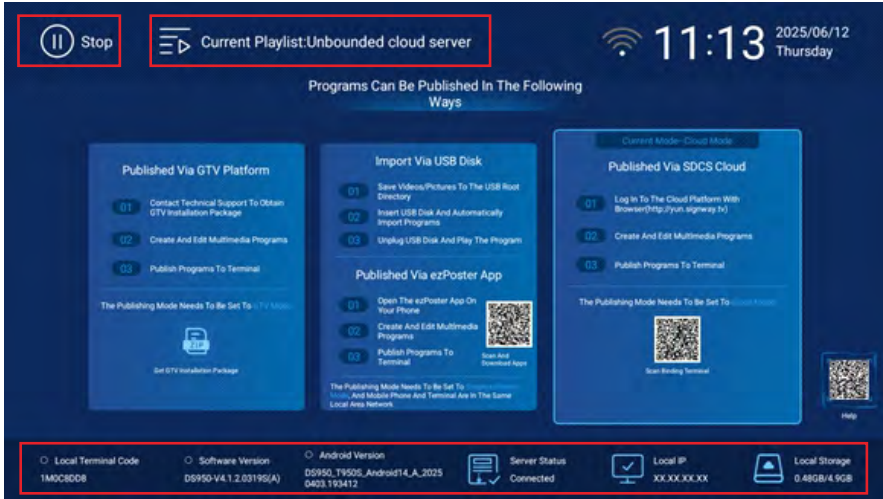 Stop
Current Playlist:Unbounded cloud server
11:13
2025/06/12
Thursday
Programs Can Be Published In The Following
Ways
Published Via GTV Platform
01 Contact Technical Support To Obtain
GTV Installation Package
02 Create And Edit Multimedia Programs
03 Publish Programs To Terminal
The Publishing Mode Needs To Be Set To GTV Mode
ZIP
Get GTV Installation Package
Import Via USB Disk
01 Save Videos/Pictures To The USB Root
Directory
02 Insert USB Disk And Automatically
Import Programs
03 Unplug USB Disk And Play The Program
Published Via ezPoster App
01 Open The ezPoster App On
Your Phone
02 Create And Edit Multimedia
Programs
03 Publish Programs To
Terminal
Scan And
Download Apps
The Publishing Mode Needs To Be Set To
And Mobile Phone And Terminal Are In The Same
Local Area Network
Current Mode-Cloud Mode
Published Via SDCS Cloud
01 Log In To The Cloud Platform With
Browser(http://yun.signway.tv)
02 Create And Edit Multimedia Programs
03 Publish Programs To Terminal
The Publishing Mode Needs To Be Set To
Scan Binding Terminal
Help
Local Terminal Code
1M0C8DD8
Software Version
DS950-V4.1.2.0319S(A)
Android Version
DS950_T950S_Android14_A_2025
0403.193412
Server Status
Connected
Local IP
XX.XX.XX.XX
Local Storage
0.48GB/4.9GB